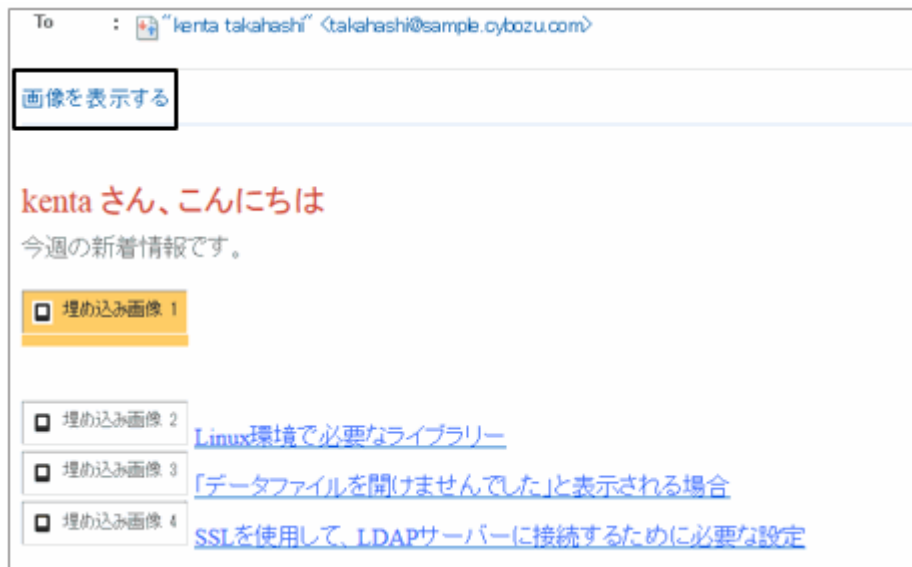 To : "kenta takahashi" <takahashi@sample.cybozu.com>
画像を表示する
kenta さん、こんにちは
今週の新着情報です。
埋め込み画像 1
埋め込み画像 2 Linux環境で必要なライブラリー
埋め込み画像 3 「データファイルを開けませんでした」と表示される場合
埋め込み画像 4 SSLを使用して、LDAPサーバーに接続するために必要な設定